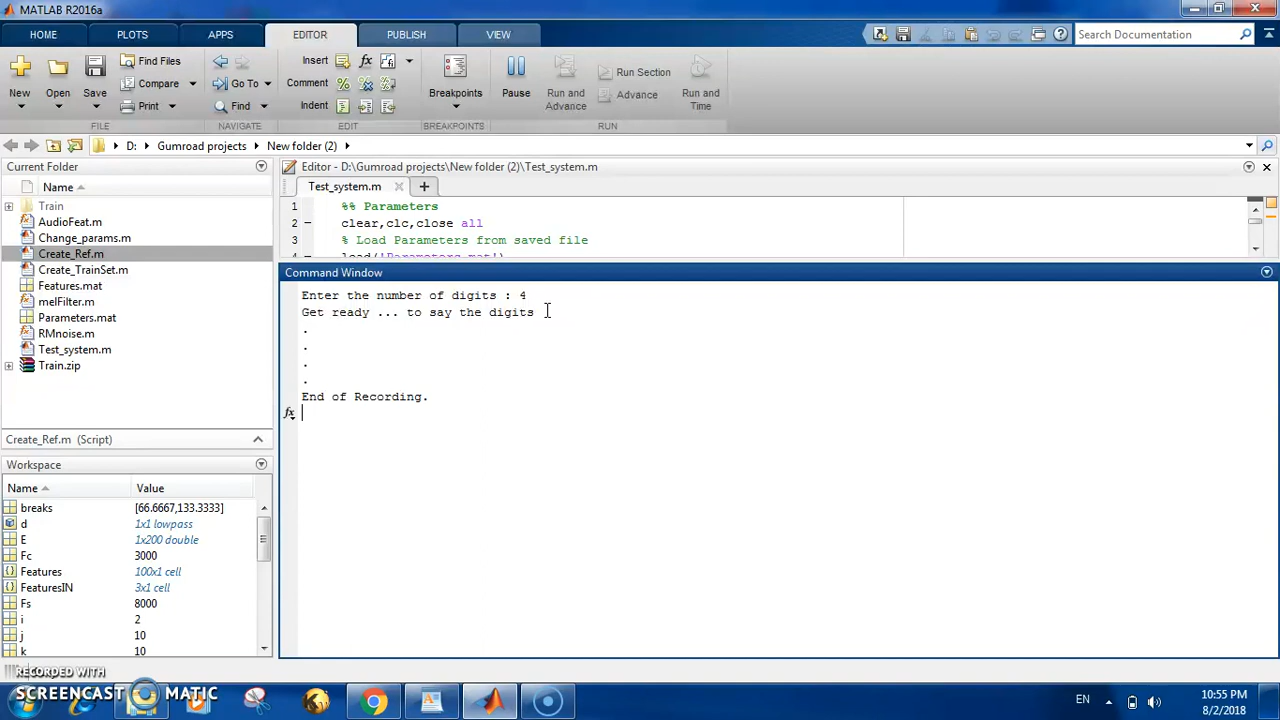 MATLAB R2016a
HOME PLOTS APPS EDITOR PUBLISH VIEW Search Documentation
New Open Save Find Files Compare Print
Go To Find
Insert Comment Indent
Breakpoints Pause Run and Advance Run Section Advance Run and Time
FILE NAVIGATE EDIT BREAKPOINTS RUN
D: Gumroad projects New folder (2)
Current Folder
Name
Train
AudioFeat.m
Change_params.m
Create_Ref.m
Create_TrainSet.m
Features.mat
melFilter.m
Parameters.mat
RMnoise.m
Test_system.m
Train.zip
Create_Ref.m (Script)
Workspace
Name Value
breaks [66.6667,133.3333]
d 1x1 lowpass
E 1x200 double
Fc 3000
Features 100x1 cell
FeaturesIN 3x1 cell
Fs 8000
i 2
j 10
k 10
Editor - D:\Gumroad projects\New folder (2)\Test_system.m
Test_system.m
1 %% Parameters
2 clear,clc,close all
3 % Load Parameters from saved file
4 load('Parameters.mat')
Command Window
Enter the number of digits : 4
Get ready ... to say the digits
.
.
.
.
End of Recording.
fx
RECORDED WITH
SCREENCAST MATIC
EN 10:55 PM
8/2/2018